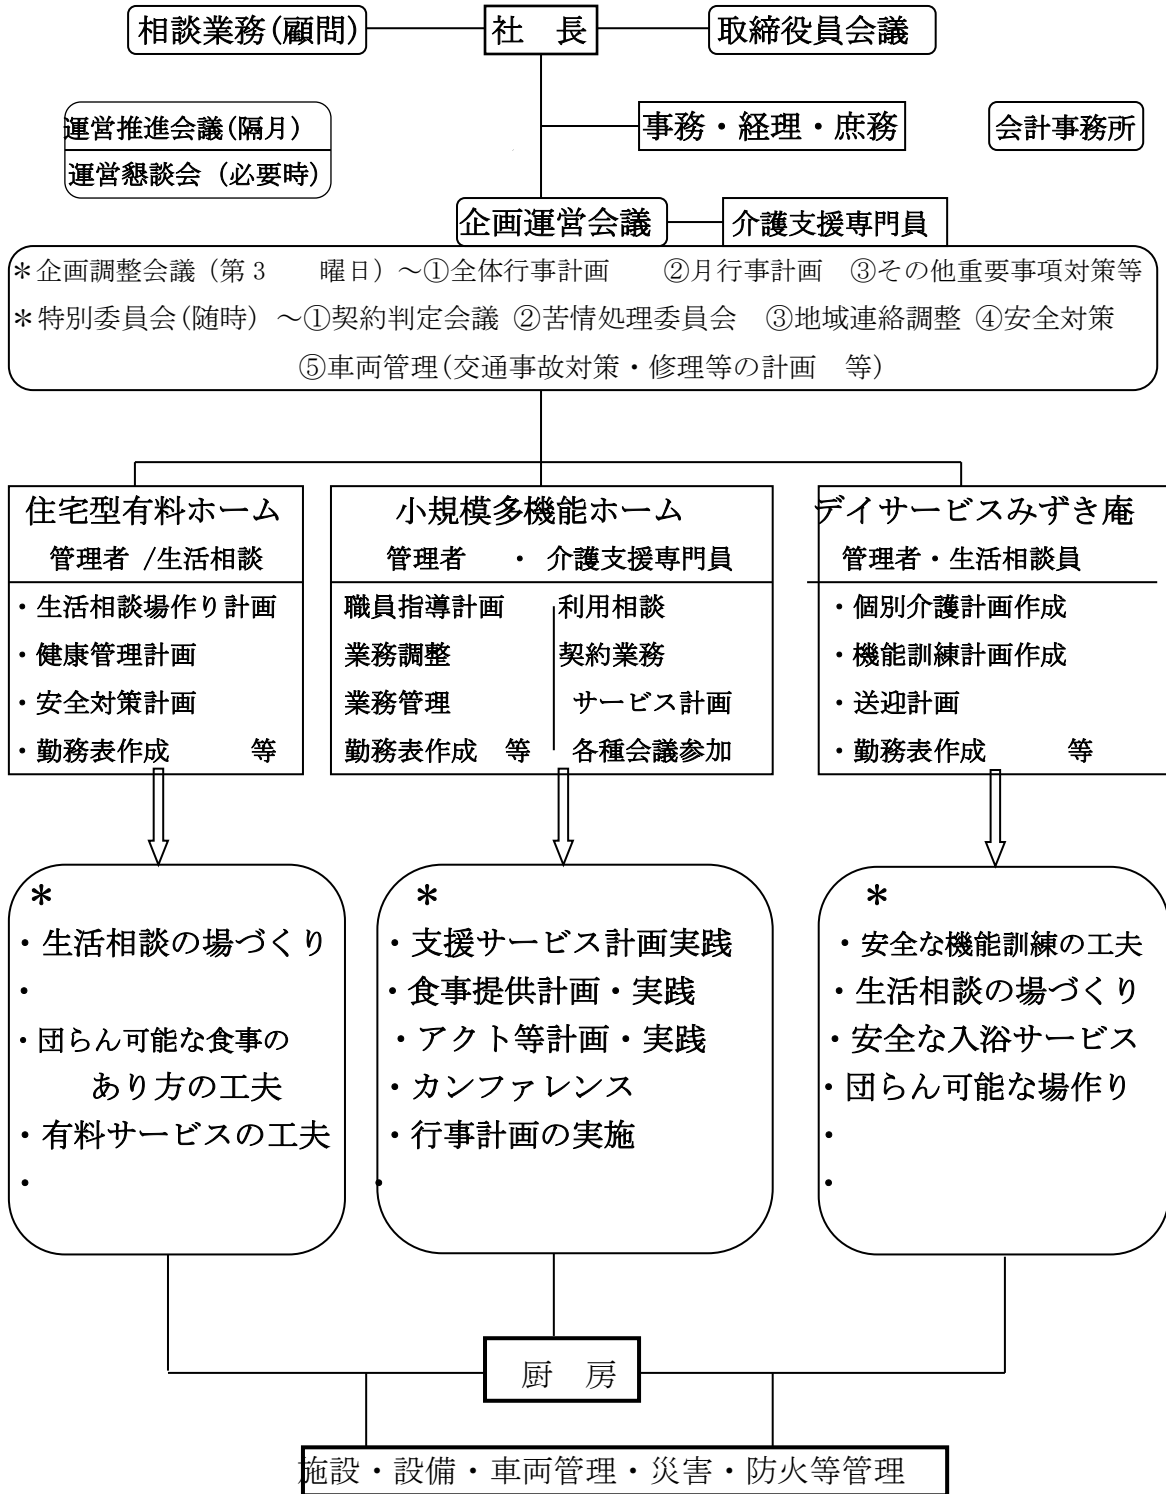 相談業務(顧問)
社　長
取締役員会議
運営推進会議(隔月)
運営懇談会（必要時)
事務・経理・庶務
会計事務所
企画運営会議
介護支援専門員
＊企画調整会議（第３　　曜日）～①全体行事計画　　②月行事計画　③その他重要事項対策等
＊特別委員会(随時）～①契約判定会議 ②苦情処理委員会　③地域連絡調整 ④安全対策
⑤車両管理(交通事故対策・修理等の計画　等)
住宅型有料ホーム
管理者 /生活相談
・生活相談場作り計画
・健康管理計画
・安全対策計画
・勤務表作成　　等
小規模多機能ホーム
管理者　・ 介護支援専門員
職員指導計画　利用相談
業務調整　契約業務
業務管理　サービス計画
勤務表作成　等　各種会議参加
デイサービスみずき庵
管理者・生活相談員
・個別介護計画作成
・機能訓練計画作成
・送迎計画
・勤務表作成　　　等
＊
・生活相談の場づくり
・
・団らん可能な食事の
あり方の工夫
・有料サービスの工夫
・
＊
・支援サービス計画実践
・食事提供計画・実践
・アクト等計画・実践
・カンファレンス
・行事計画の実施
・
＊
・安全な機能訓練の工夫
・生活相談の場づくり
・安全な入浴サービス
・団らん可能な場作り
・
・
厨　房
施設・設備・車両管理・災害・防火等管理